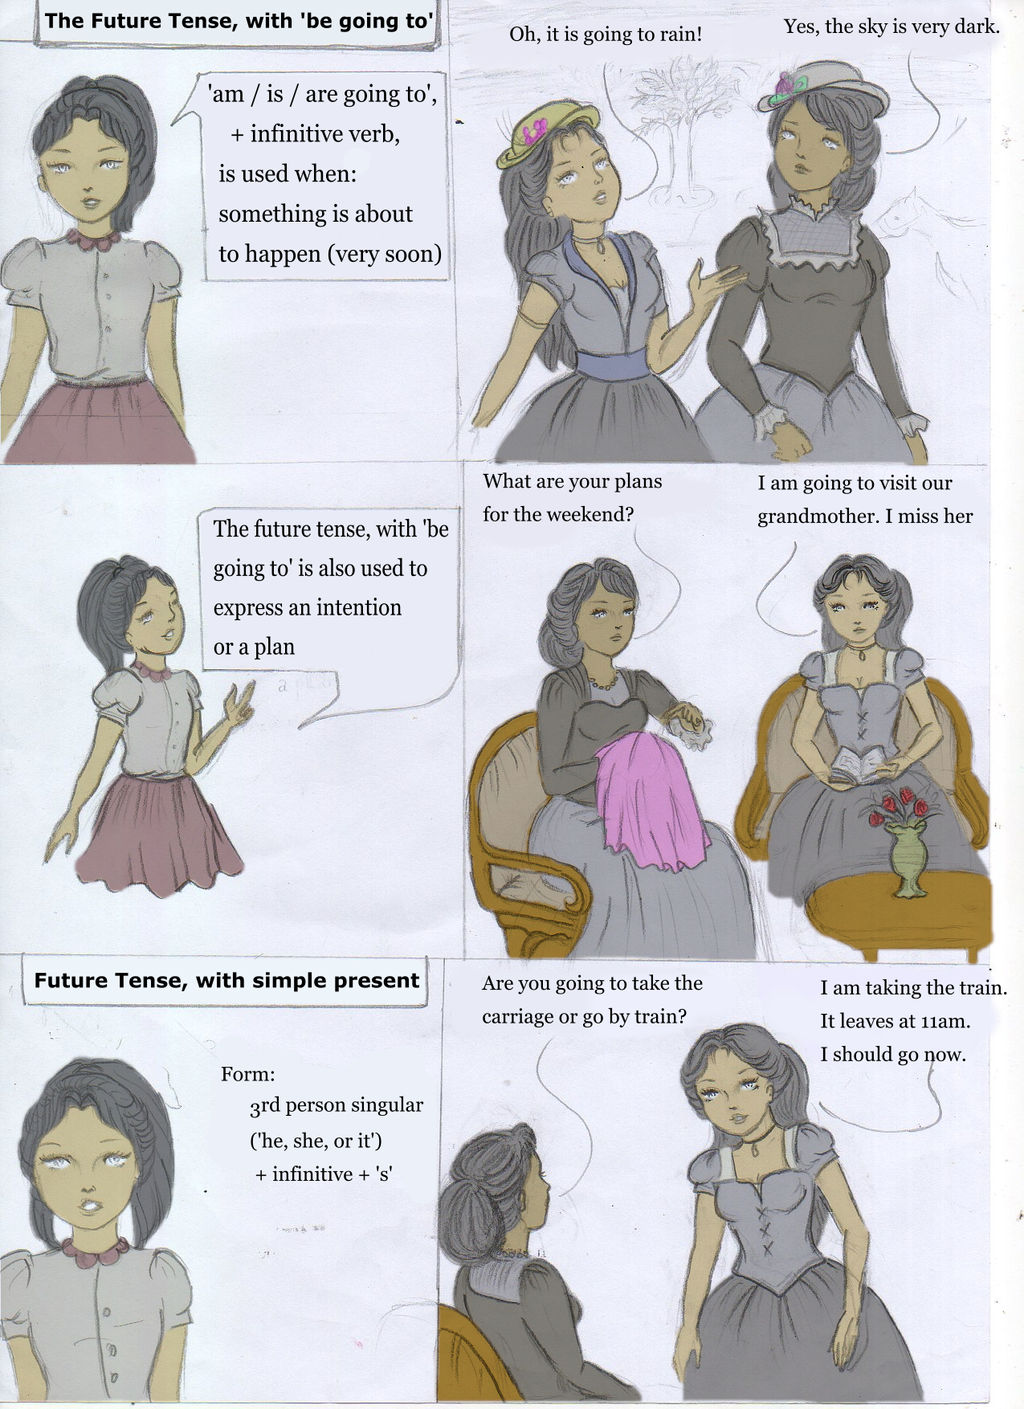 The Future Tense, with 'be going to'
'am / is / are going to',
+ infinitive verb,
is used when:
something is about
to happen (very soon)
Oh, it is going to rain!
Yes, the sky is very dark.
The future tense, with 'be
going to' is also used to
express an intention
or a plan
What are your plans
for the weekend?
I am going to visit our
grandmother. I miss her
Future Tense, with simple present
Form:
3rd person singular
('he, she, or it')
+ infinitive + 's'
Are you going to take the
carriage or go by train?
I am taking the train.
It leaves at 11am.
I should go now.